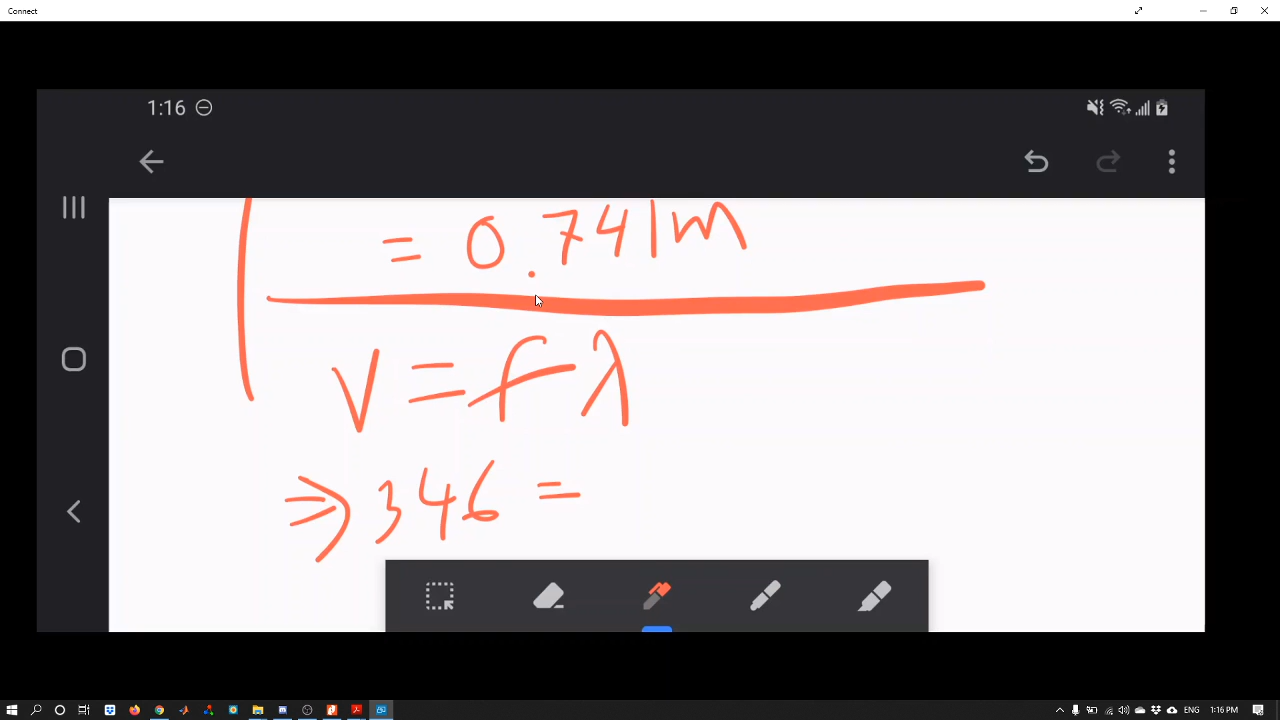 Connect
1:16
= 0.741m
v = fλ
⇒ 346 =
ENG
1:16 PM